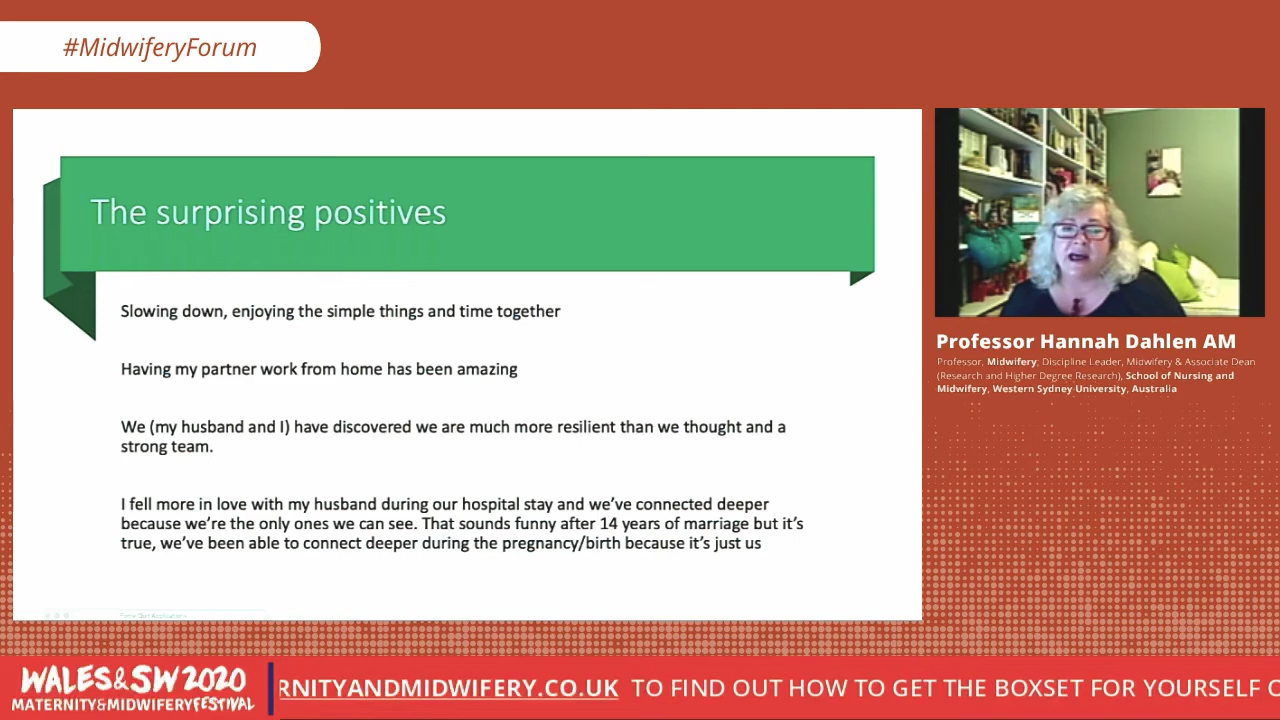 #MidwiferyForum
The surprising positives
Slowing down, enjoying the simple things and time together
Having my partner work from home has been amazing
We (my husband and I) have discovered we are much more resilient than we thought and a
strong team.
I fell more in love with my husband during our hospital stay and we’ve connected deeper
because we’re the only ones we can see. That sounds funny after 14 years of marriage but it’s
true, we’ve been able to connect deeper during the pregnancy/birth because it’s just us
Professor Hannah Dahlen AM
Professor, Midwifery; Discipline Leader, Midwifery & Associate Dean
(Research and Higher Degree Research), School of Nursing and
Midwifery, Western Sydney University, Australia
WALES & SW 2020
MATERNITY & MIDWIFERY FESTIVAL
RNITYANDMIDWIFERY.CO.UK TO FIND OUT HOW TO GET THE BOXSET FOR YOURSELF